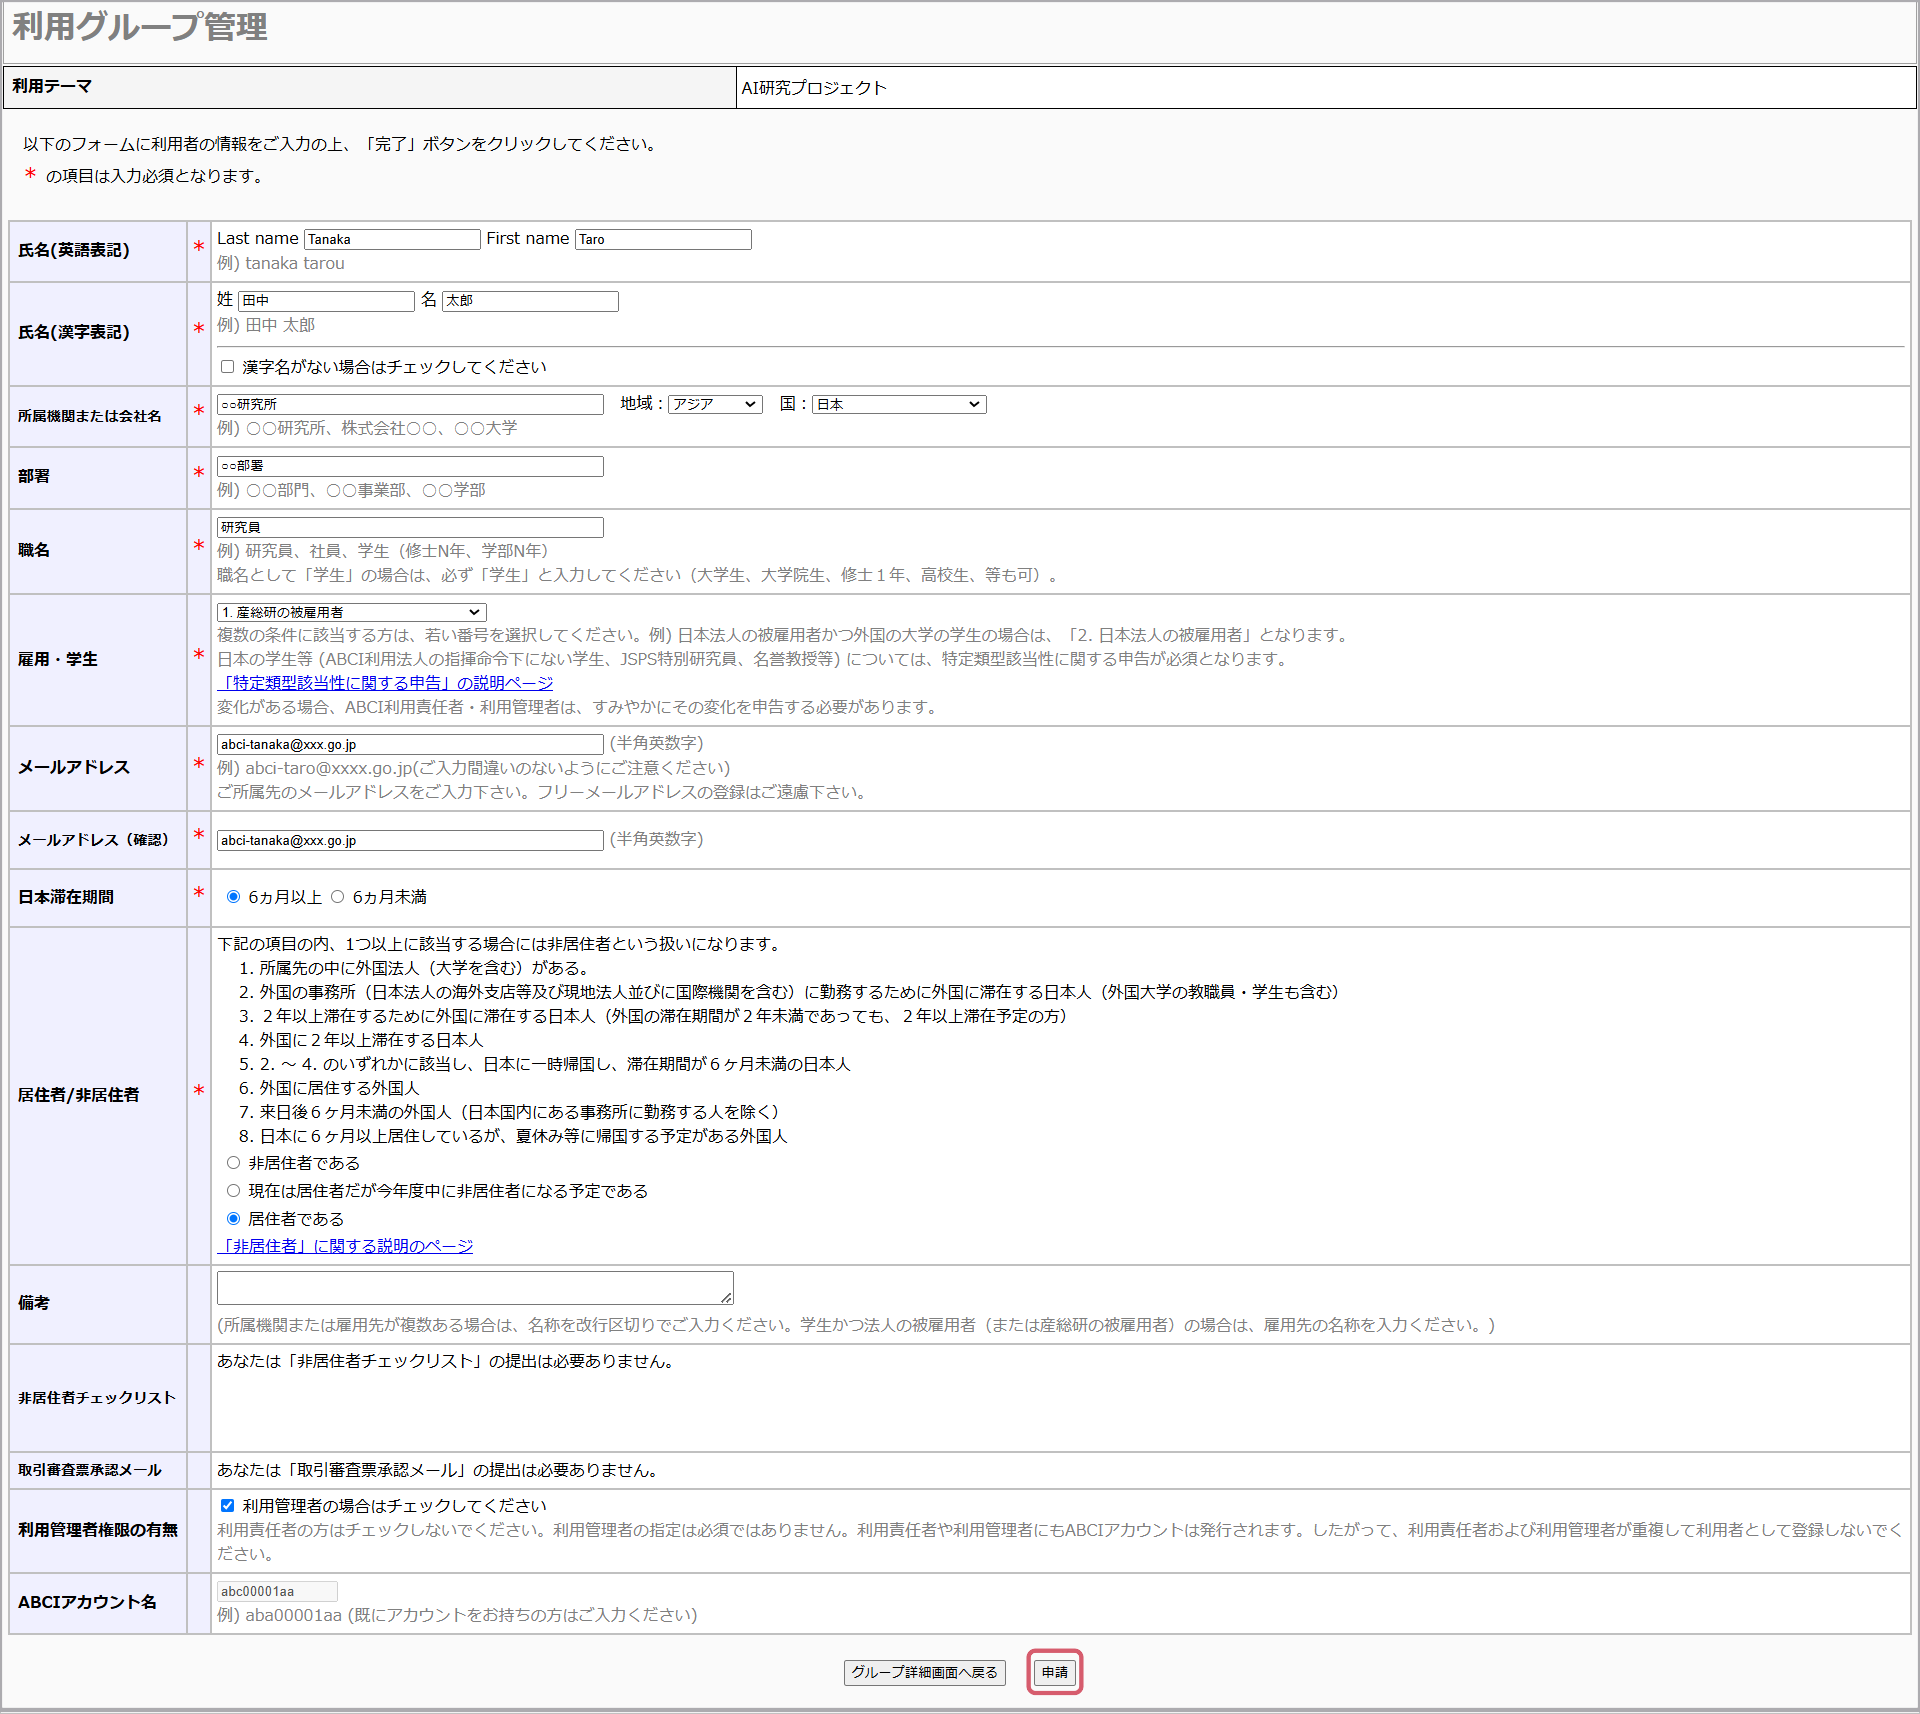 利用グループ管理
利用テーマ AI研究プロジェクト
以下のフォームに利用者の情報をご入力の上、「完了」ボタンをクリックしてください。
* の項目は入力必須となります。
氏名(英語表記) * Last name Tanaka First name Taro
例) tanaka tarou
氏名(漢字表記) * 姓 田中 名 太郎
例) 田中 太郎
漢字名がない場合はチェックしてください
所属機関または会社名 * ○○研究所 地域：アジア 国：日本
例) 〇〇研究所、株式会社〇〇、〇〇大学
部署 * ○○部署
例) 〇〇部門、〇〇事業部、〇〇学部
職名 * 研究員
例) 研究員、社員、学生（修士N年、学部N年）
職名として「学生」の場合は、必ず「学生」と入力してください（大学生、大学院生、修士１年、高校生、等も可）。
雇用・学生 * 1. 産総研の被雇用者
複数の条件に該当する方は、若い番号を選択してください。例) 日本法人の被雇用者かつ外国の大学の学生の場合は、「2. 日本法人の被雇用者」となります。
日本の学生等 (ABCI利用法人の指揮命令下にない学生、JSPS特別研究員、名誉教授等) については、特定類型該当性に関する申告が必須となります。
「特定類型該当性に関する申告」の説明ページ
変化がある場合、ABCI利用責任者・利用管理者は、すみやかにその変化を申告する必要があります。
メールアドレス * abci-tanaka@xxx.go.jp (半角英数字)
例) abci-taro@xxxx.go.jp(ご入力間違いのないようにご注意ください)
ご所属先のメールアドレスをご入力下さい。フリーメールアドレスの登録はご遠慮下さい。
メールアドレス（確認） * abci-tanaka@xxx.go.jp (半角英数字)
日本滞在期間 * 6ヵ月以上 6ヵ月未満
居住者/非居住者 * 下記の項目の内、1つ以上に該当する場合には非居住者という扱いになります。
1. 所属先の中に外国法人（大学を含む）がある。
2. 外国の事務所（日本法人の海外支店等及び現地法人並びに国際機関を含む）に勤務するために外国に滞在する日本人（外国大学の教職員・学生も含む）
3. ２年以上滞在するために外国に滞在する日本人（外国の滞在期間が２年未満であっても、２年以上滞在予定の方）
4. 外国に２年以上滞在する日本人
5. 2. ～ 4. のいずれかに該当し、日本に一時帰国し、滞在期間が６ヶ月未満の日本人
6. 外国に居住する外国人
7. 来日後６ヶ月未満の外国人（日本国内にある事務所に勤務する人を除く）
8. 日本に６ヶ月以上居住しているが、夏休み等に帰国する予定がある外国人
非居住者である
現在は居住者だが今年度中に非居住者になる予定である
居住者である
「非居住者」に関する説明のページ
備考
(所属機関または雇用先が複数ある場合は、名称を改行区切りでご入力ください。学生かつ法人の被雇用者（または産総研の被雇用者）の場合は、雇用先の名称を入力ください。)
非居住者チェックリスト あなたは「非居住者チェックリスト」の提出は必要ありません。
取引審査票承認メール あなたは「取引審査票承認メール」の提出は必要ありません。
利用管理者権限の有無 利用管理者の場合はチェックしてください
利用責任者の方はチェックしないでください。利用管理者の指定は必須ではありません。利用責任者や利用管理者にもABCIアカウントは発行されます。したがって、利用責任者および利用管理者が重複して利用者として登録しないでく
ださい。
ABCIアカウント名 abc00001aa
例) aba00001aa (既にアカウントをお持ちの方はご入力ください)
グループ詳細画面へ戻る 申請